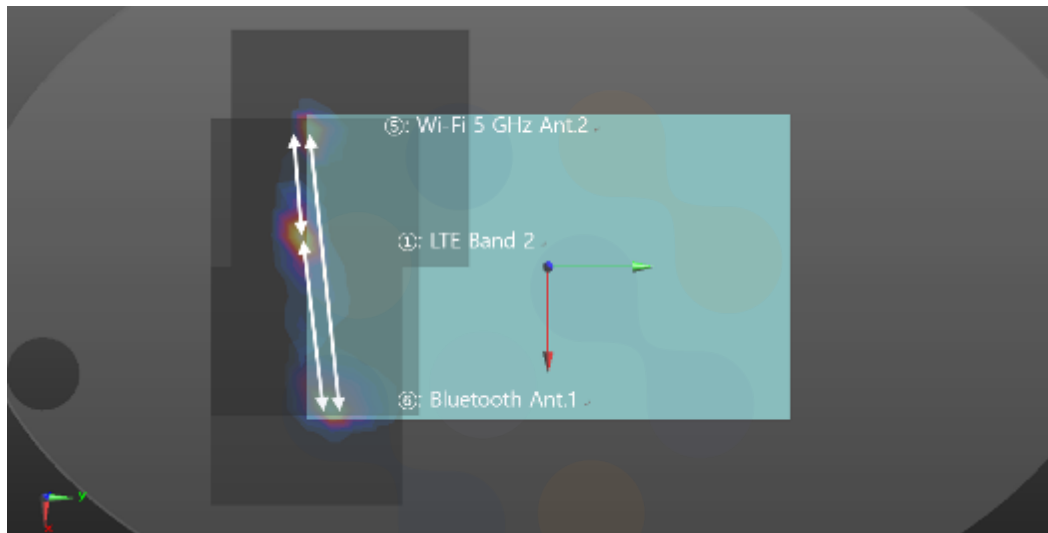 ⑤: Wi-Fi 5 GHz Ant.2
①: LTE Band 2
⑥: Bluetooth Ant.1
y
x